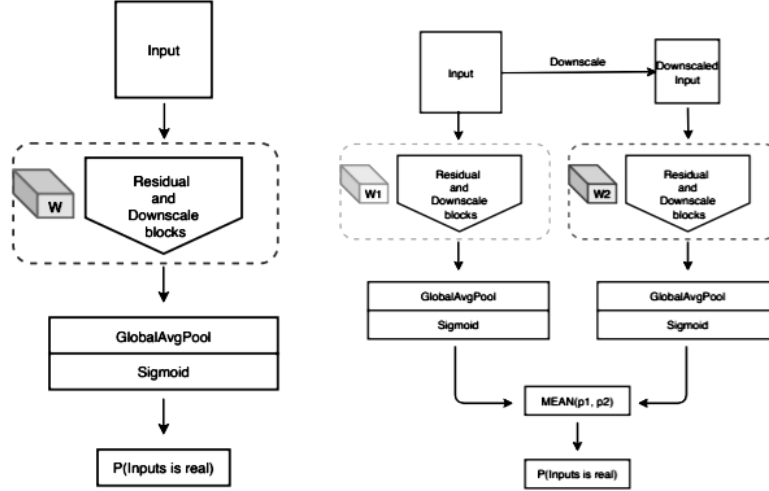 Input
W
Residual
and
Downscale
blocks
GlobalAvgPool
Sigmoid
P(Inputs is real)
Input
Downscale
Downscaled
Input
W1
Residual
and
Downscale
blocks
W2
Residual
and
Downscale
blocks
GlobalAvgPool
Sigmoid
GlobalAvgPool
Sigmoid
MEAN(p1, p2)
P(Inputs is real)